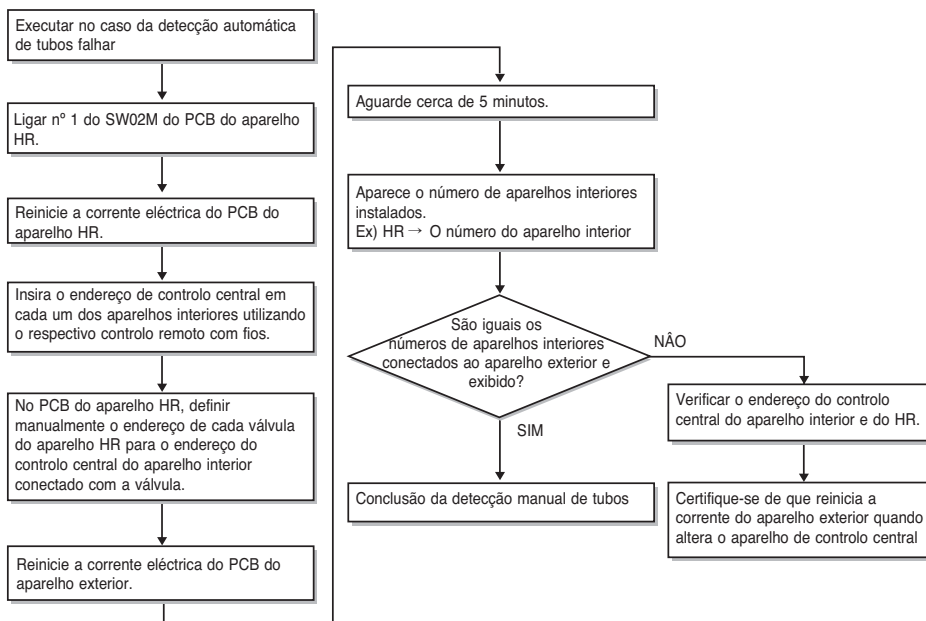 Executar no caso da detecção automática
de tubos falhar
Ligar nº 1 do SW02M do PCB do aparelho
HR.
Reinicie a corrente eléctrica do PCB do
aparelho HR.
Insira o endereço de controlo central em
cada um dos aparelhos interiores utilizando
o respectivo controlo remoto com fios.
No PCB do aparelho HR, definir
manualmente o endereço de cada válvula
do aparelho HR para o endereço do
controlo central do aparelho interior
conectado com a válvula.
Reinicie a corrente eléctrica do PCB do
aparelho exterior.
Aguarde cerca de 5 minutos.
Aparece o número de aparelhos interiores
instalados.
Ex) HR → O número do aparelho interior
São iguais os
números de aparelhos interiores
conectados ao aparelho exterior e
exibido?
NÂO
SIM
Conclusão da detecção manual de tubos
Verificar o endereço do controlo
central do aparelho interior e do HR.
Certifique-se de que reinicia a
corrente do aparelho exterior quando
altera o aparelho de controlo central